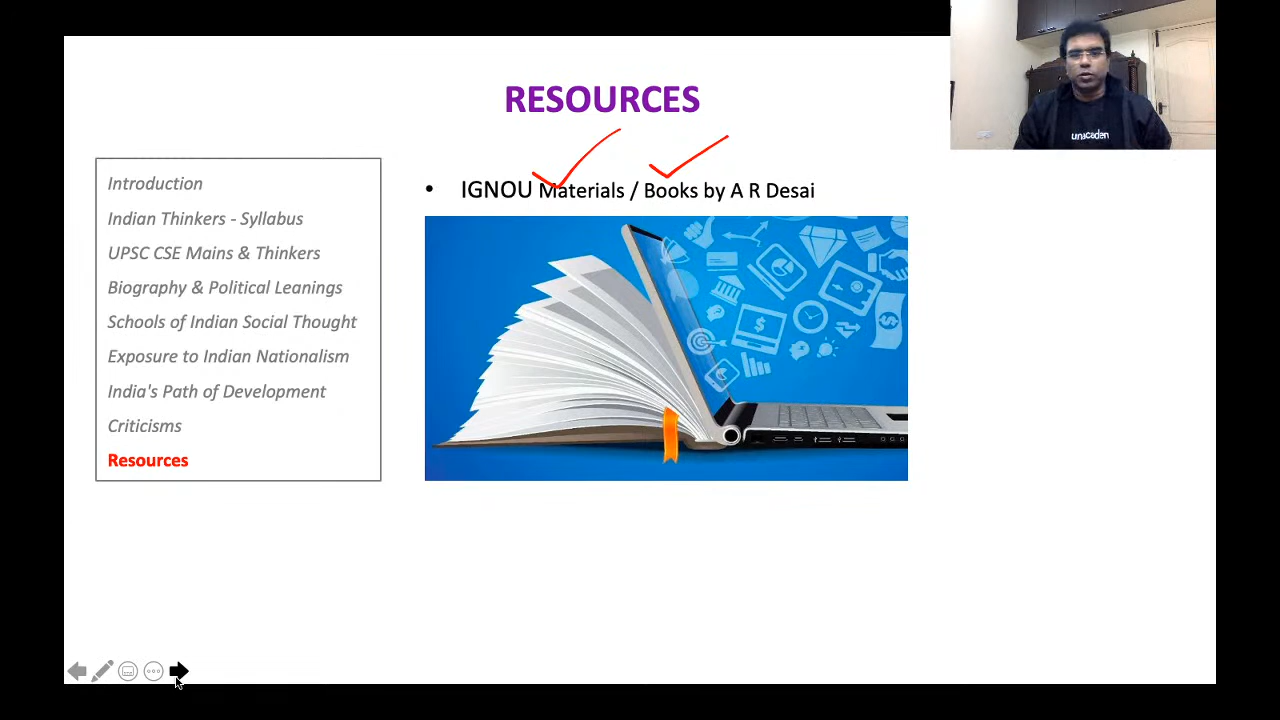 RESOURCES
Introduction
Indian Thinkers - Syllabus
UPSC CSE Mains & Thinkers
Biography & Political Leanings
Schools of Indian Social Thought
Exposure to Indian Nationalism
India's Path of Development
Criticisms
Resources
• IGNOU Materials / Books by A R Desai